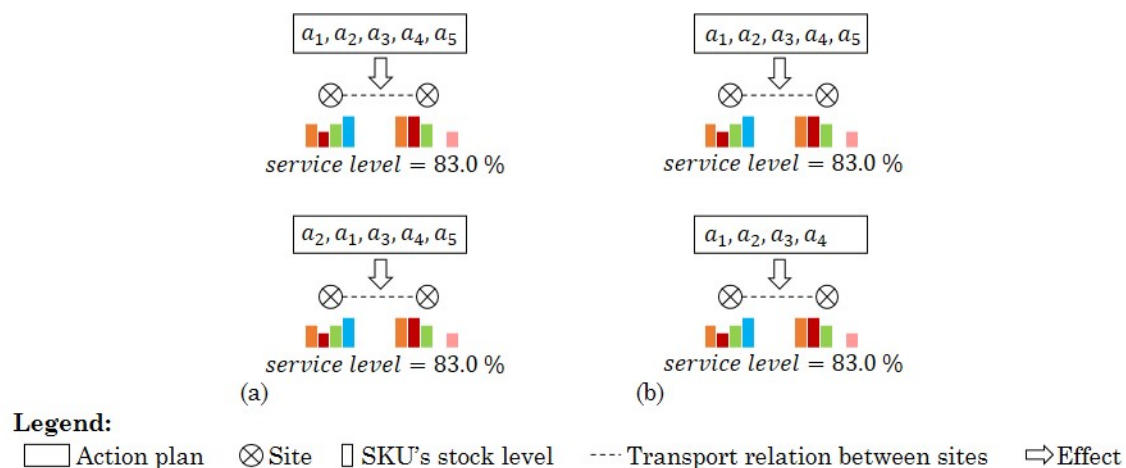 a₁, a₂, a₃, a₄, a₅
service level = 83.0 %
a₂, a₁, a₃, a₄, a₅
service level = 83.0 %
(a)
a₁, a₂, a₃, a₄, a₅
service level = 83.0 %
a₁, a₂, a₃, a₄
service level = 83.0 %
(b)
Legend:
Action plan Site SKU's stock level Transport relation between sites Effect